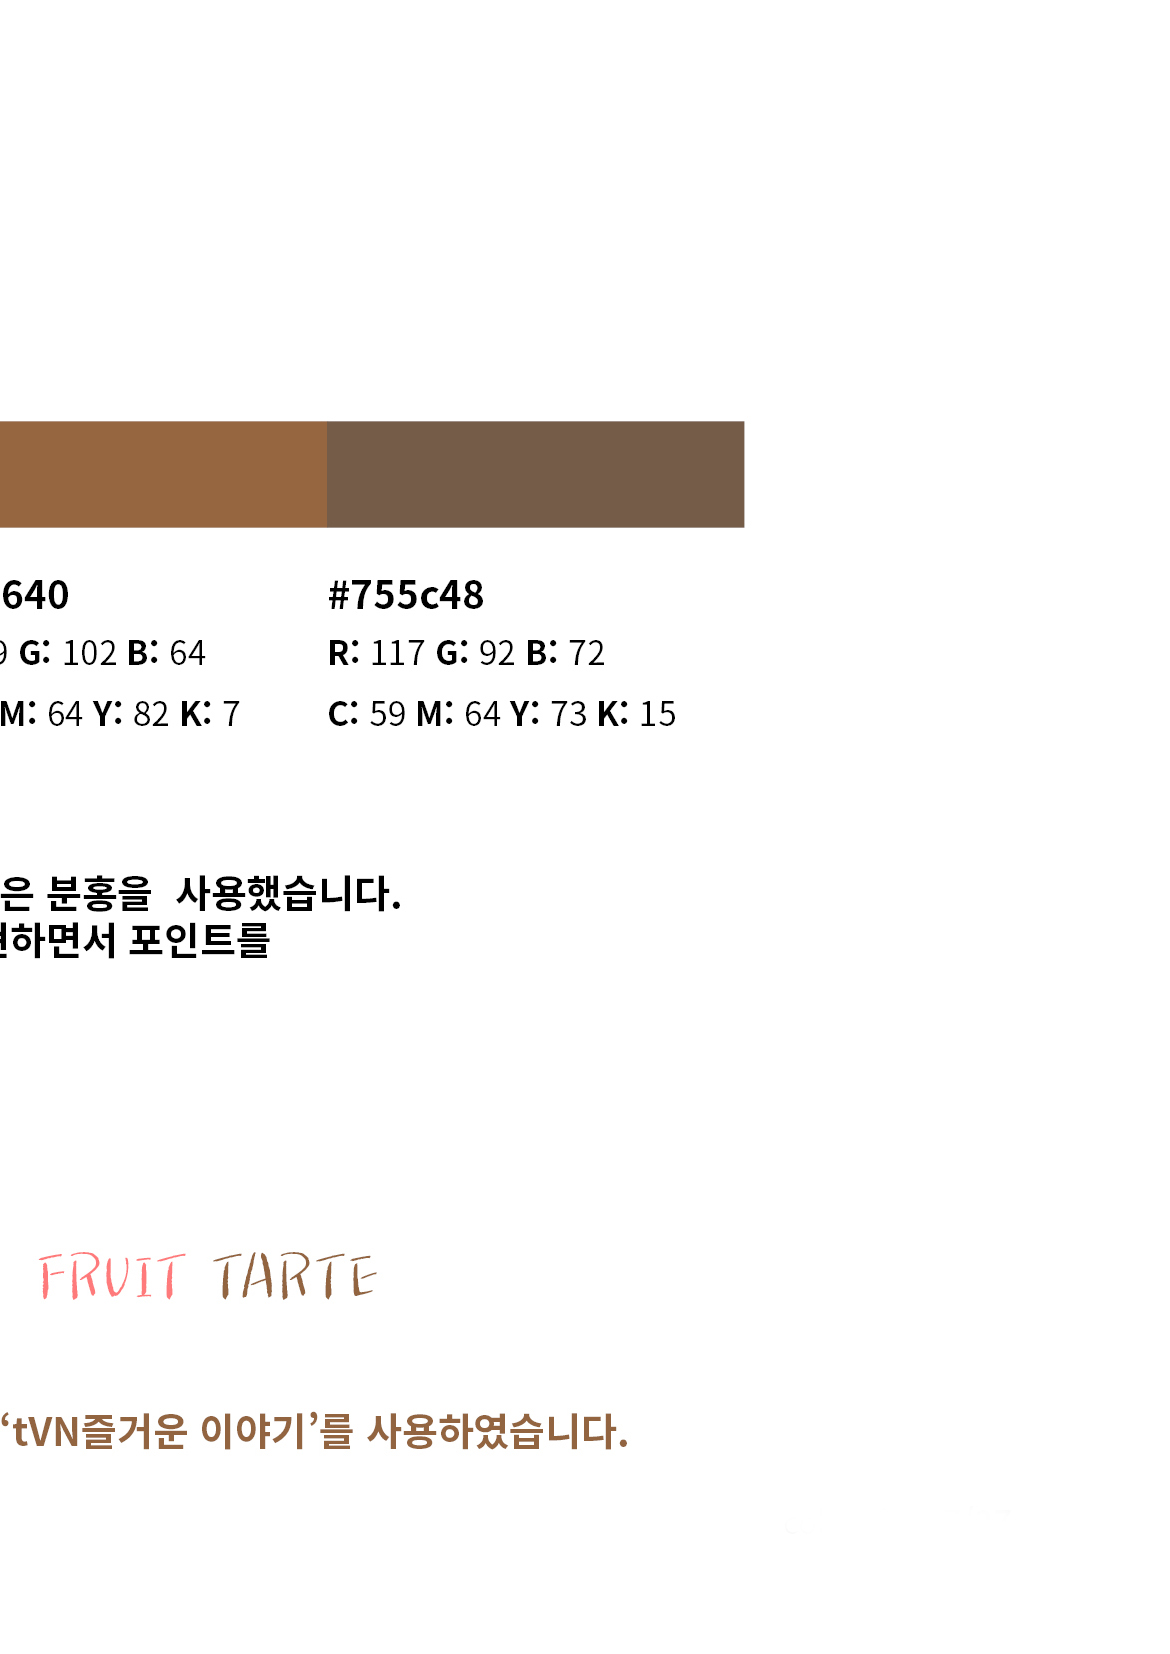 640 #755c48
G: 102 B: 64 R: 117 G: 92 B: 72
M: 64 Y: 82 K: 7 C: 59 M: 64 Y: 73 K: 15
은 분홍을 사용했습니다.
하면서 포인트를
FRUIT TARTE
‘tVN즐거운 이야기’를 사용하였습니다.